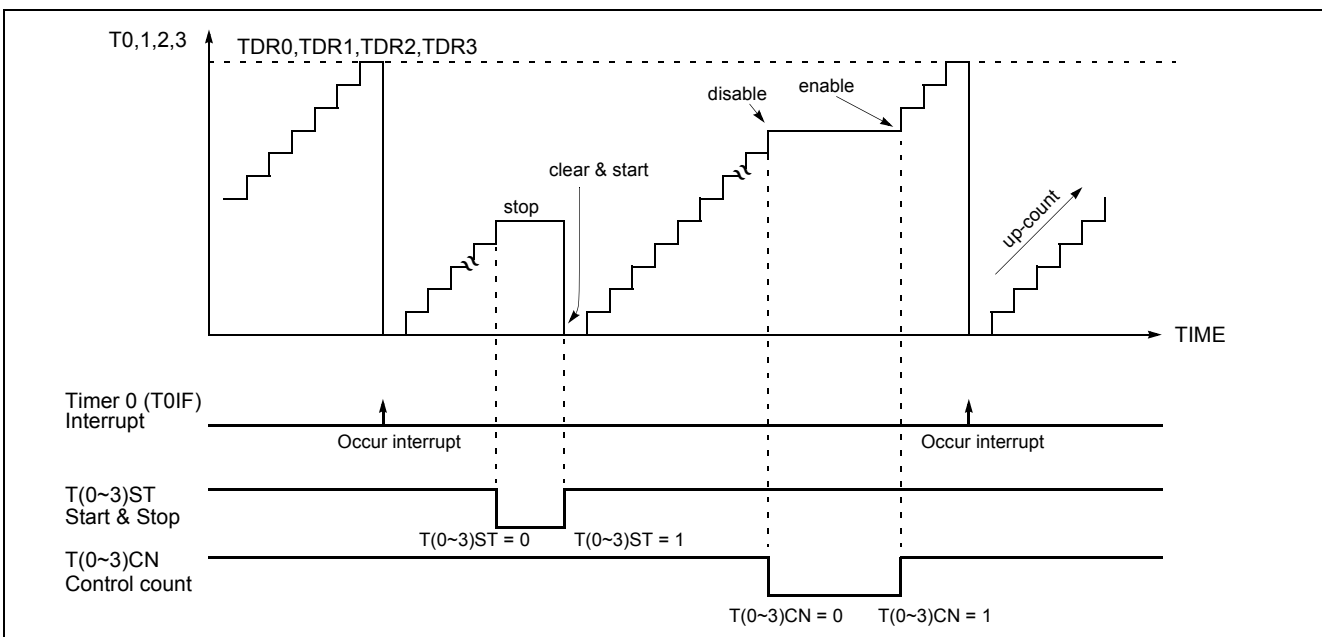 T0,1,2,3
TDR0,TDR1,TDR2,TDR3
disable
enable
clear & start
stop
up-count
TIME
Timer 0 (T0IF)
Interrupt
Occur interrupt
Occur interrupt
T(0~3)ST
Start & Stop
T(0~3)ST = 0
T(0~3)ST = 1
T(0~3)CN
Control count
T(0~3)CN = 0
T(0~3)CN = 1